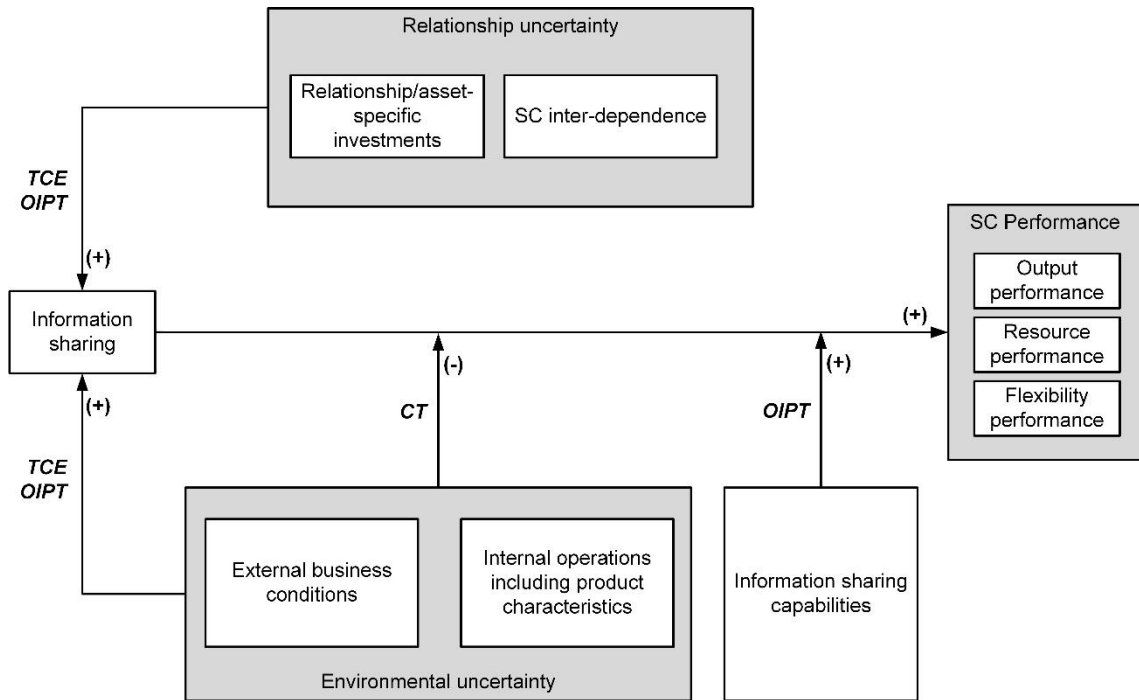 Relationship uncertainty
Relationship/asset-
specific
investments
SC inter-dependence
TCE
OIPT
(+)
SC Performance
Output
performance
Resource
performance
Flexibility
performance
Information
sharing
(+)
(-)
(+)
(+)
CT
OIPT
TCE
OIPT
External business
conditions
Internal operations
including product
characteristics
Environmental uncertainty
Information sharing
capabilities